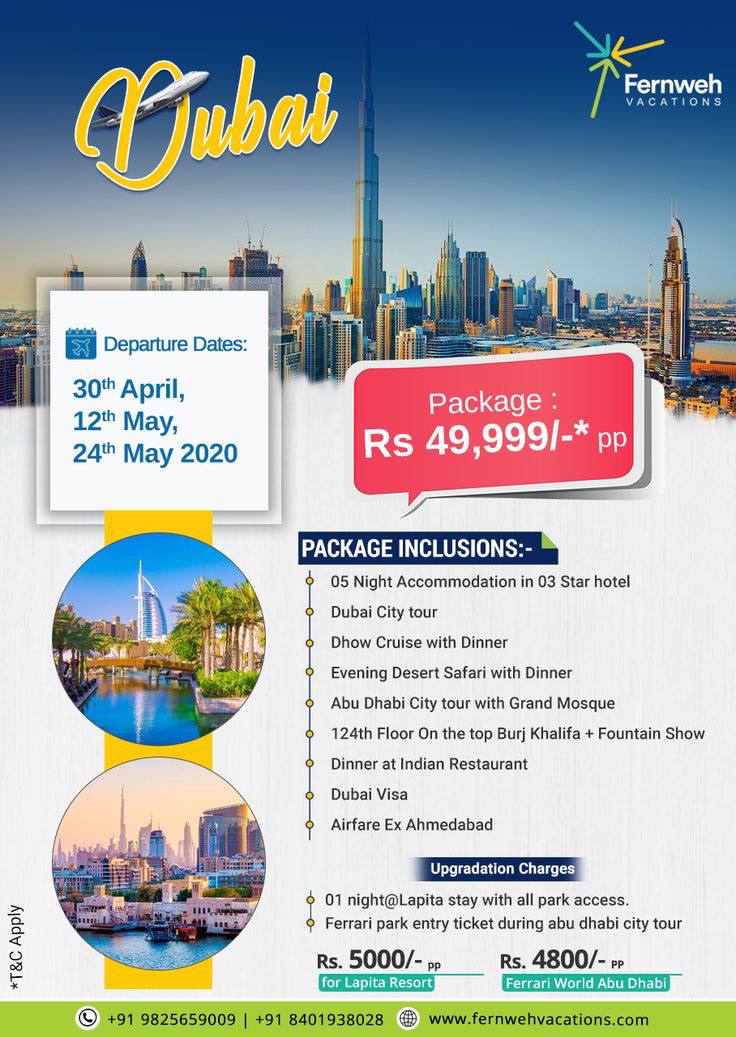 Dubai
Fernweh
VACATIONS
Departure Dates:
30th April,
12th May,
24th May 2020
Package :
Rs 49,999/-* pp
PACKAGE INCLUSIONS:-
05 Night Accommodation in 03 Star hotel
Dubai City tour
Dhow Cruise with Dinner
Evening Desert Safari with Dinner
Abu Dhabi City tour with Grand Mosque
124th Floor On the top Burj Khalifa + Fountain Show
Dinner at Indian Restaurant
Dubai Visa
Airfare Ex Ahmedabad
Upgradation Charges
01 night@Lapita stay with all park access.
Ferrari park entry ticket during abu dhabi city tour
Rs. 5000/- pp
for Lapita Resort
Rs. 4800/- pp
Ferrari World Abu Dhabi
*T&C Apply
+91 9825659009 | +91 8401938028 www.fernwehvacations.com